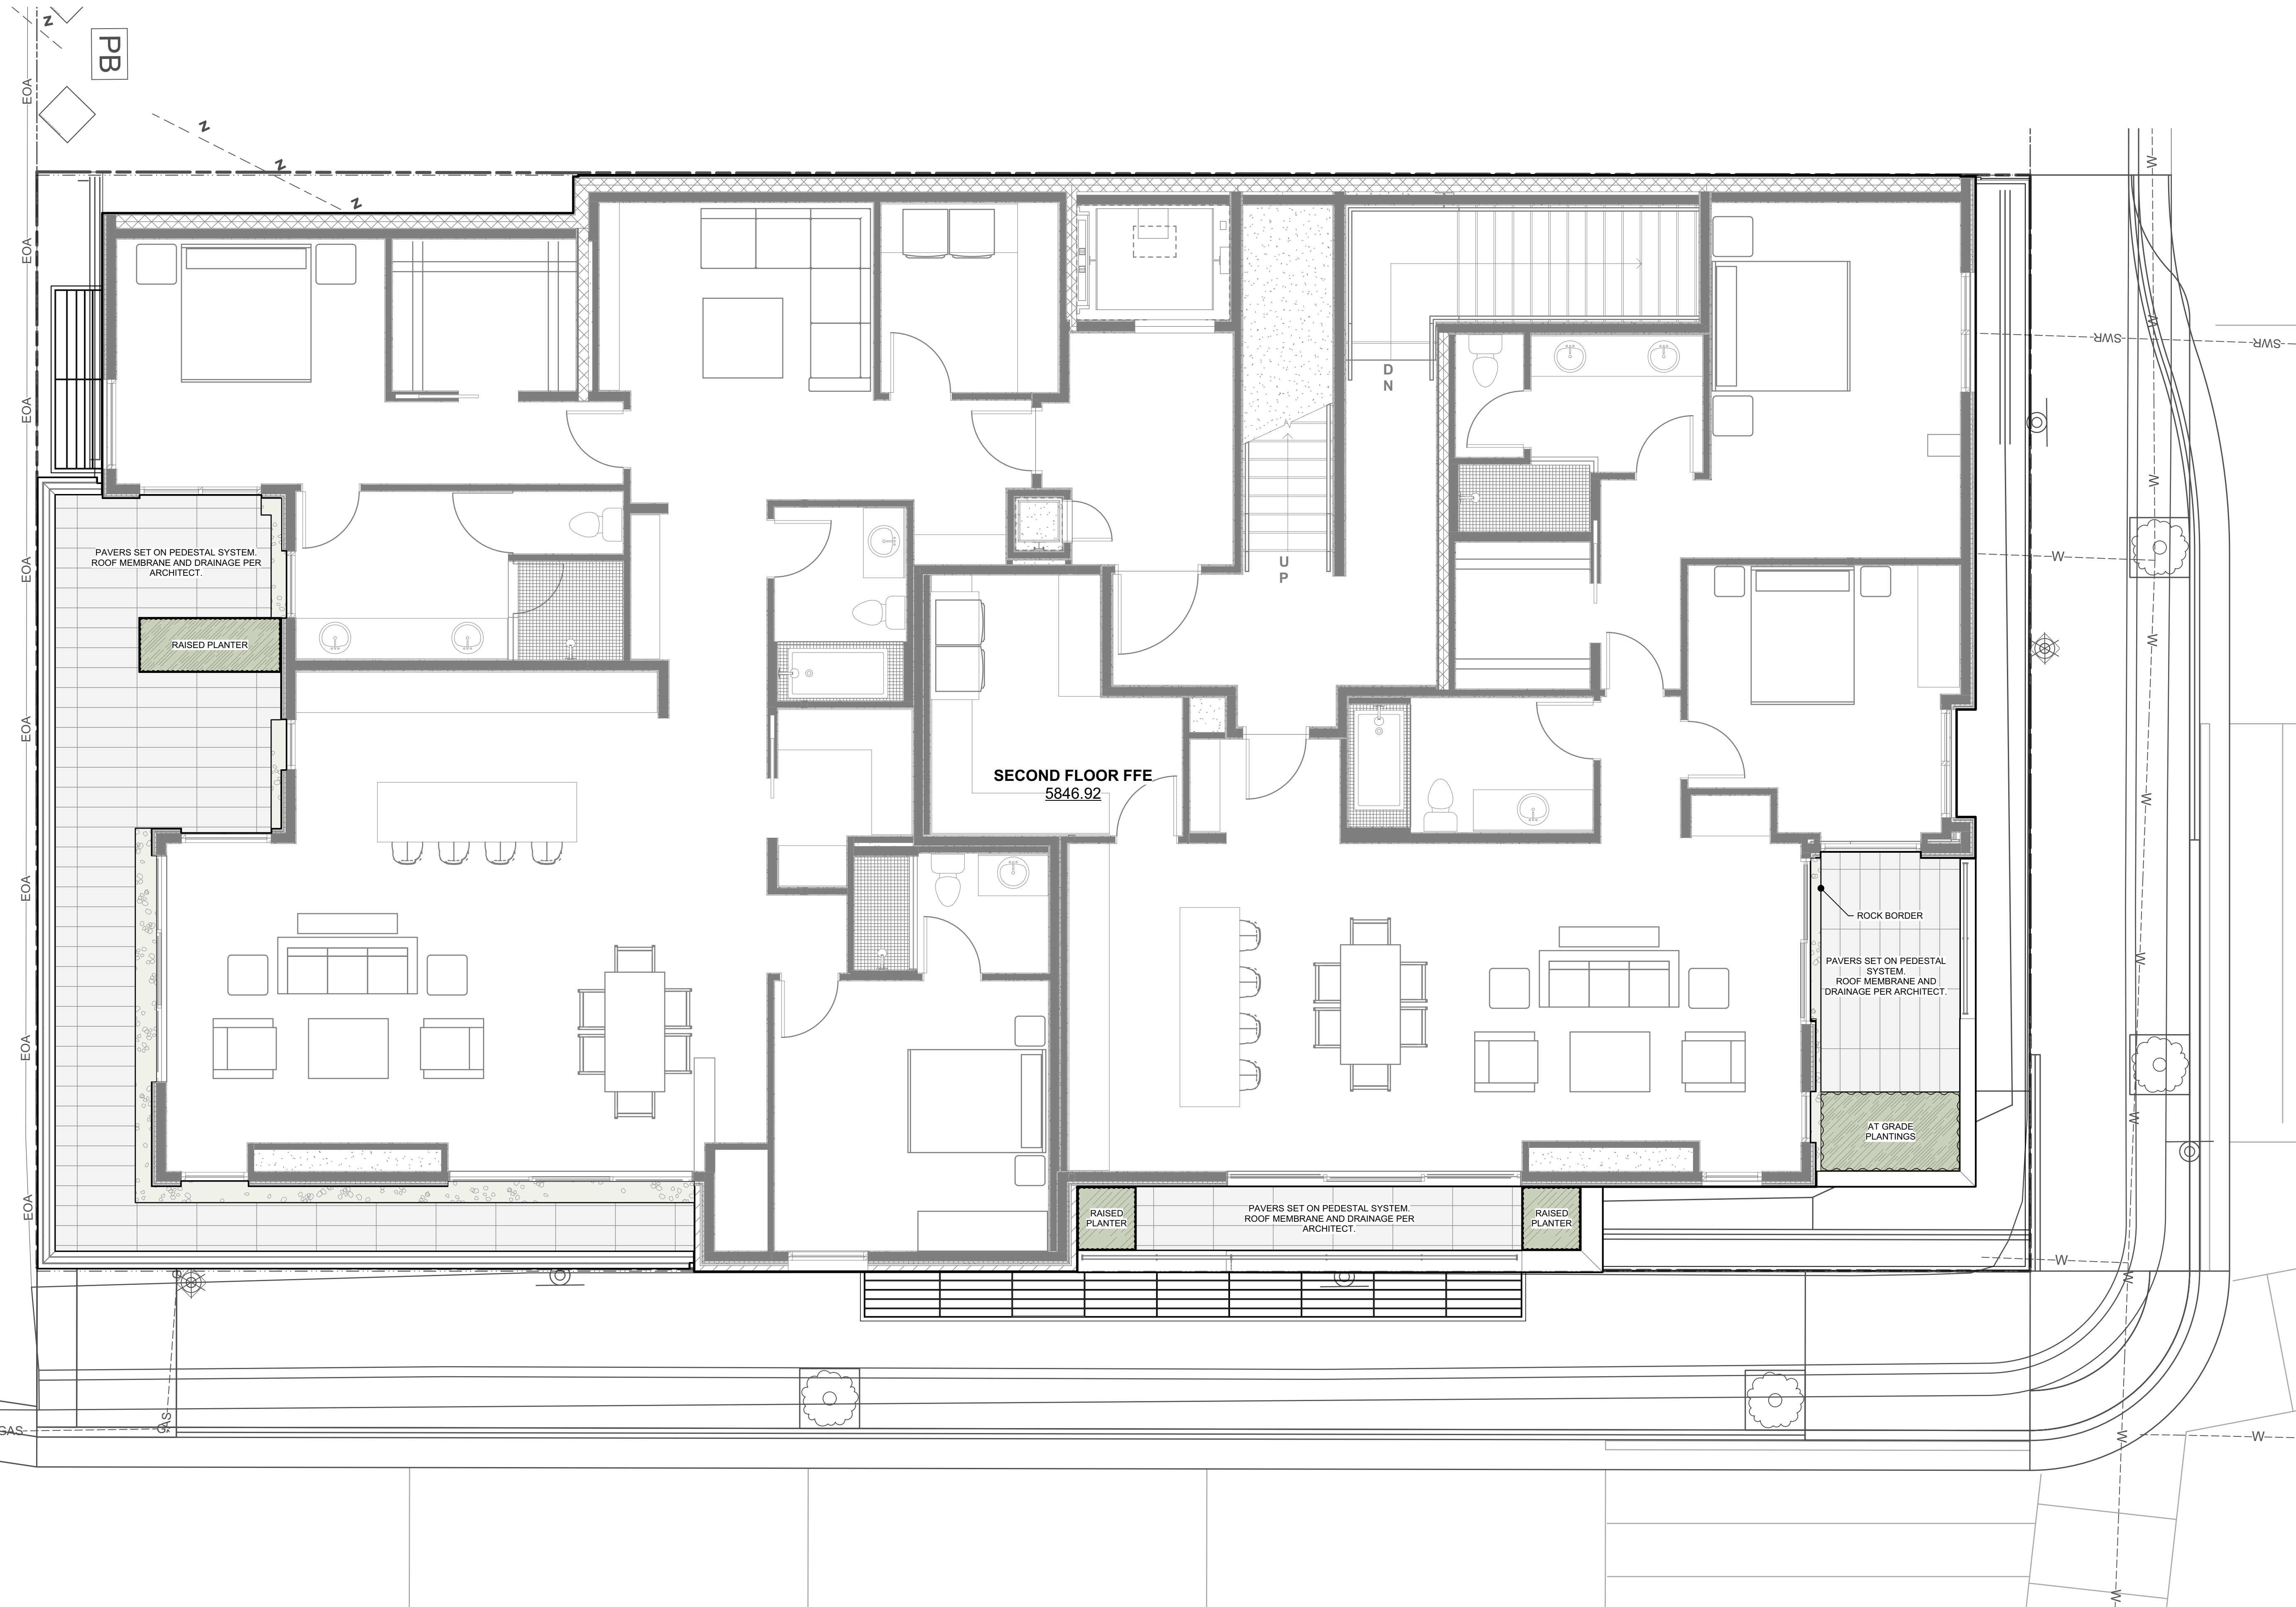 Z
PB
EOA
Z
Z
Z
W
EOA
W
SWR
SWR
D
N
EOA
W
EOA
PAVERS SET ON PEDESTAL SYSTEM.
ROOF MEMBRANE AND DRAINAGE PER
ARCHITECT.
W
U
P
RAISED PLANTER
W
EOA
SECOND FLOOR FFE
5846.92
W
EOA
ROCK BORDER
PAVERS SET ON PEDESTAL
SYSTEM.
ROOF MEMBRANE AND
DRAINAGE PER ARCHITECT.
W
EOA
AT GRADE
PLANTINGS
W
EOA
RAISED
PLANTER
PAVERS SET ON PEDESTAL SYSTEM.
ROOF MEMBRANE AND DRAINAGE PER
ARCHITECT.
RAISED
PLANTER
W
W
GAS
GAS
W
W
W